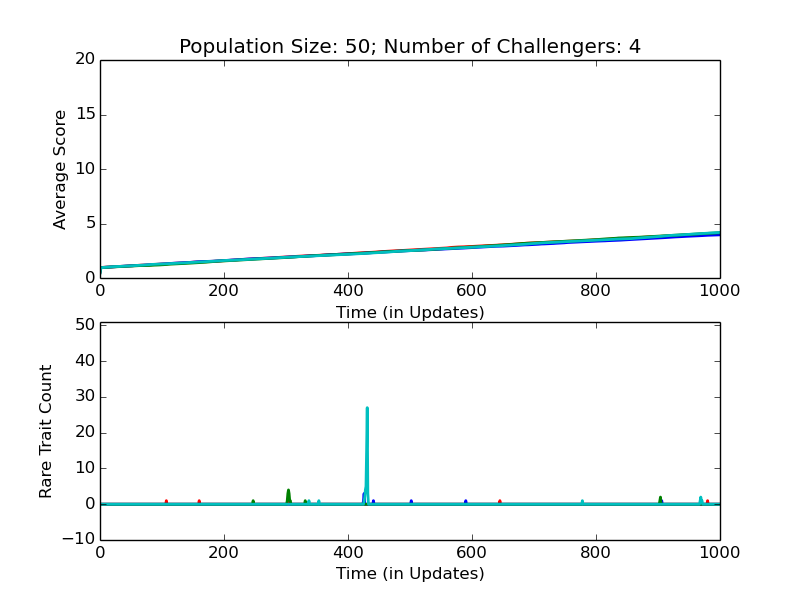 Population Size: 50; Number of Challengers: 4
20
15
10
5
0
Average Score
0 200 400 600 800 1000
Time (in Updates)
50
40
30
20
10
0
−10
Rare Trait Count
0 200 400 600 800 1000
Time (in Updates)